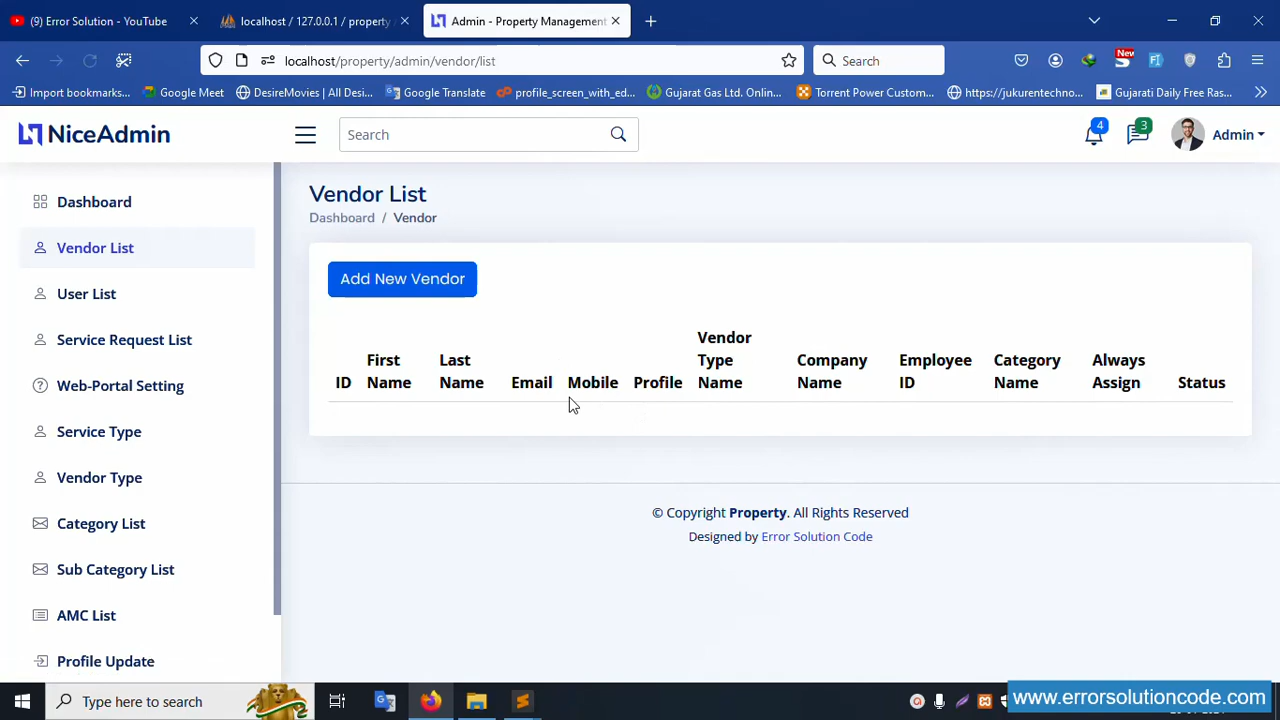 (9) Error Solution - YouTube
localhost / 127.0.0.1 / property
Admin - Property Management
localhost/property/admin/vendor/list
Search
New
Import bookmarks...
Google Meet
DesireMovies | All Desi...
Google Translate
profile_screen_with_ed...
Gujarat Gas Ltd. Onlin...
Torrent Power Custom...
https://jukurentechno...
Gujarati Daily Free Ras...
NiceAdmin
Search
4
3
Admin
Dashboard
Vendor List
User List
Service Request List
Web-Portal Setting
Service Type
Vendor Type
Category List
Sub Category List
AMC List
Profile Update
Vendor List
Dashboard / Vendor
Add New Vendor
ID
First
Name
Last
Name
Email
Mobile
Profile
Vendor
Type
Name
Company
Name
Employee
ID
Category
Name
Always
Assign
Status
© Copyright Property. All Rights Reserved
Designed by Error Solution Code
Type here to search
www.errorsolutioncode.com